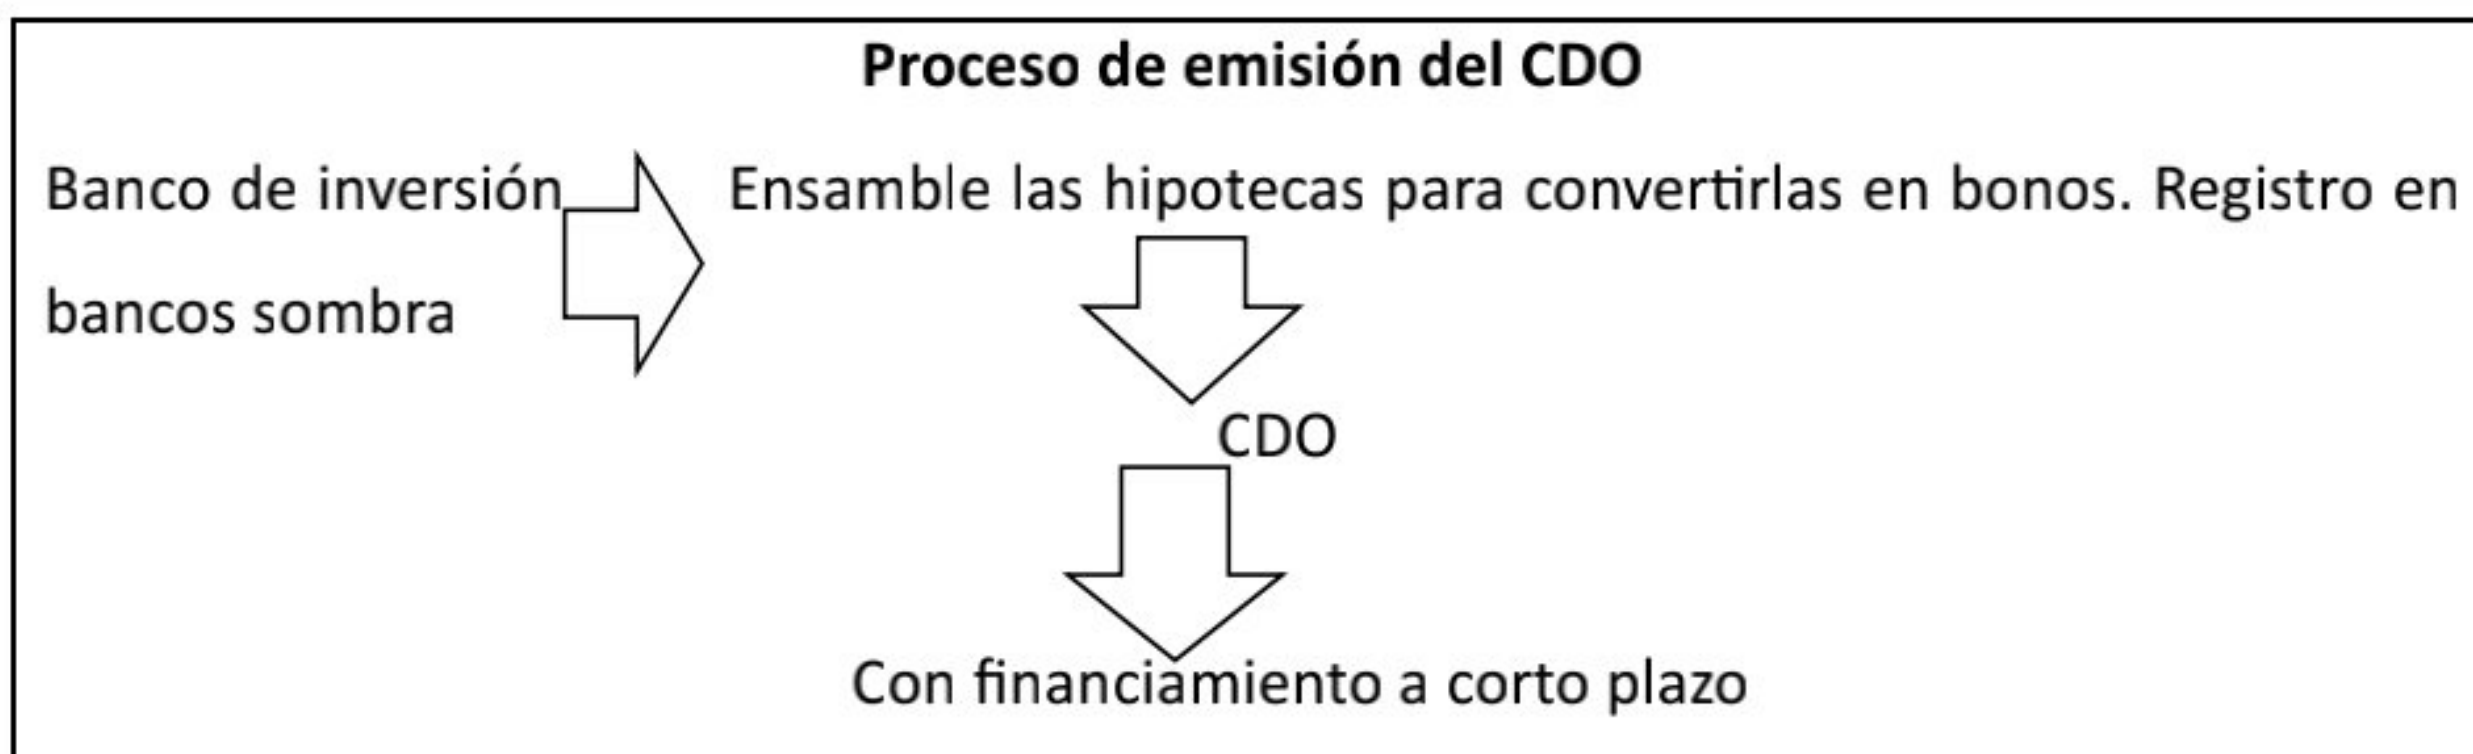 Proceso de emisión del CDO
Banco de inversión Ensamble las hipotecas para convertirlas en bonos. Registro en
bancos sombra
CDO
Con financiamiento a corto plazo